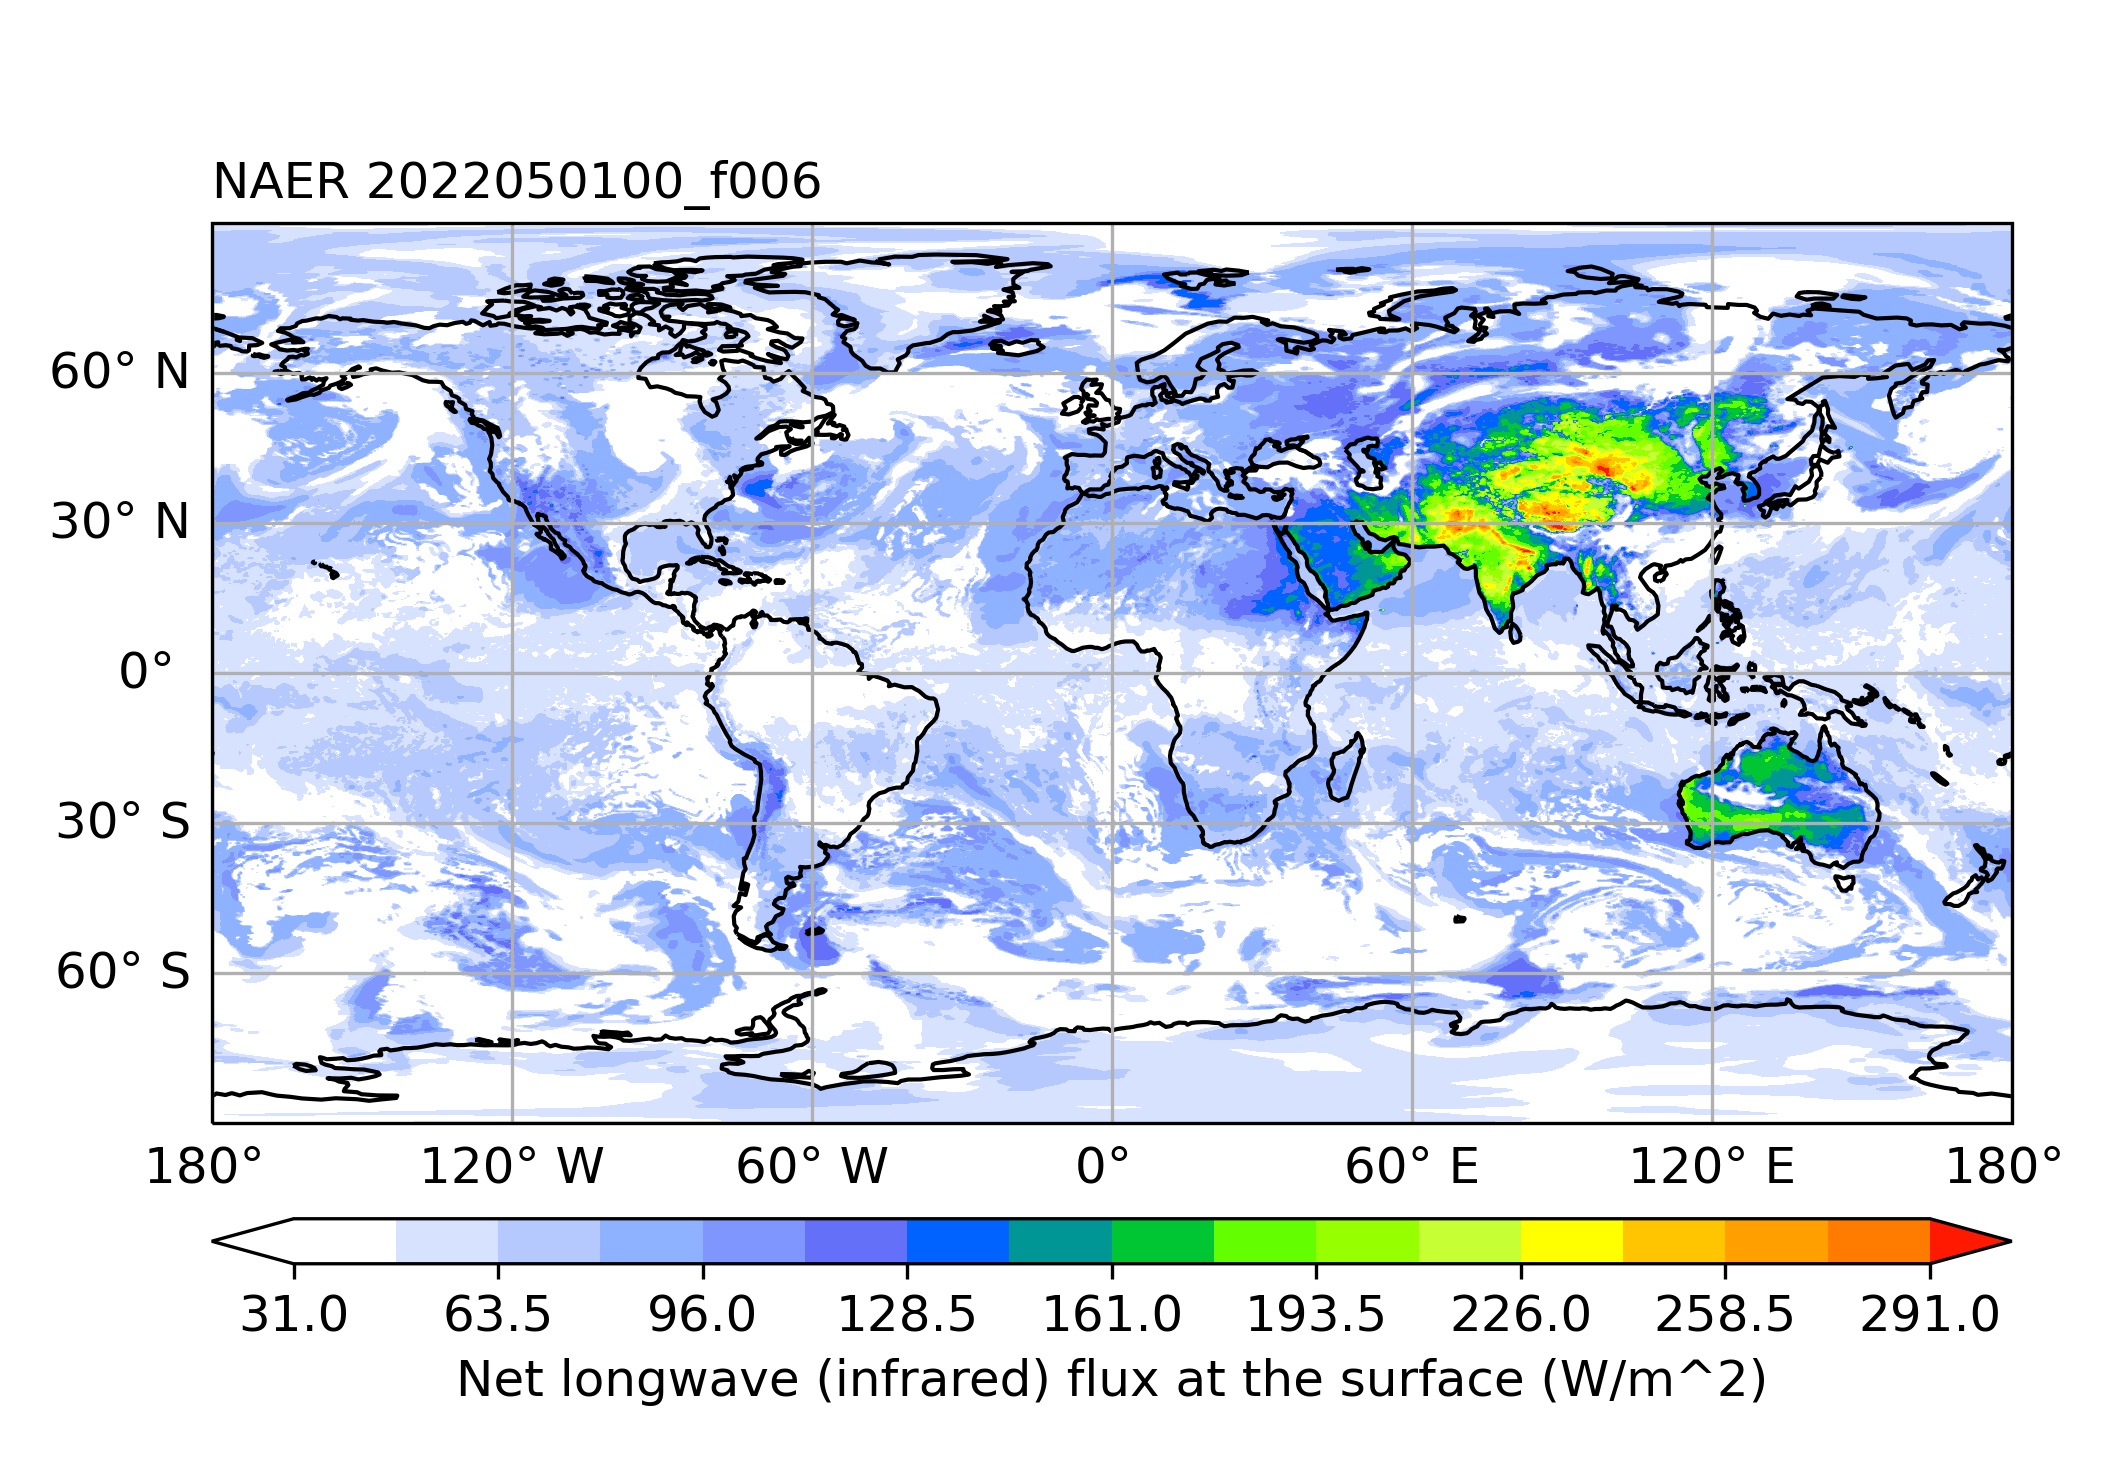 NAER 2022050100_f006
60° N
30° N
0°
30° S
60° S
180° 120° W 60° W 0° 60° E 120° E 180°
31.0 63.5 96.0 128.5 161.0 193.5 226.0 258.5 291.0
Net longwave (infrared) flux at the surface (W/m^2)